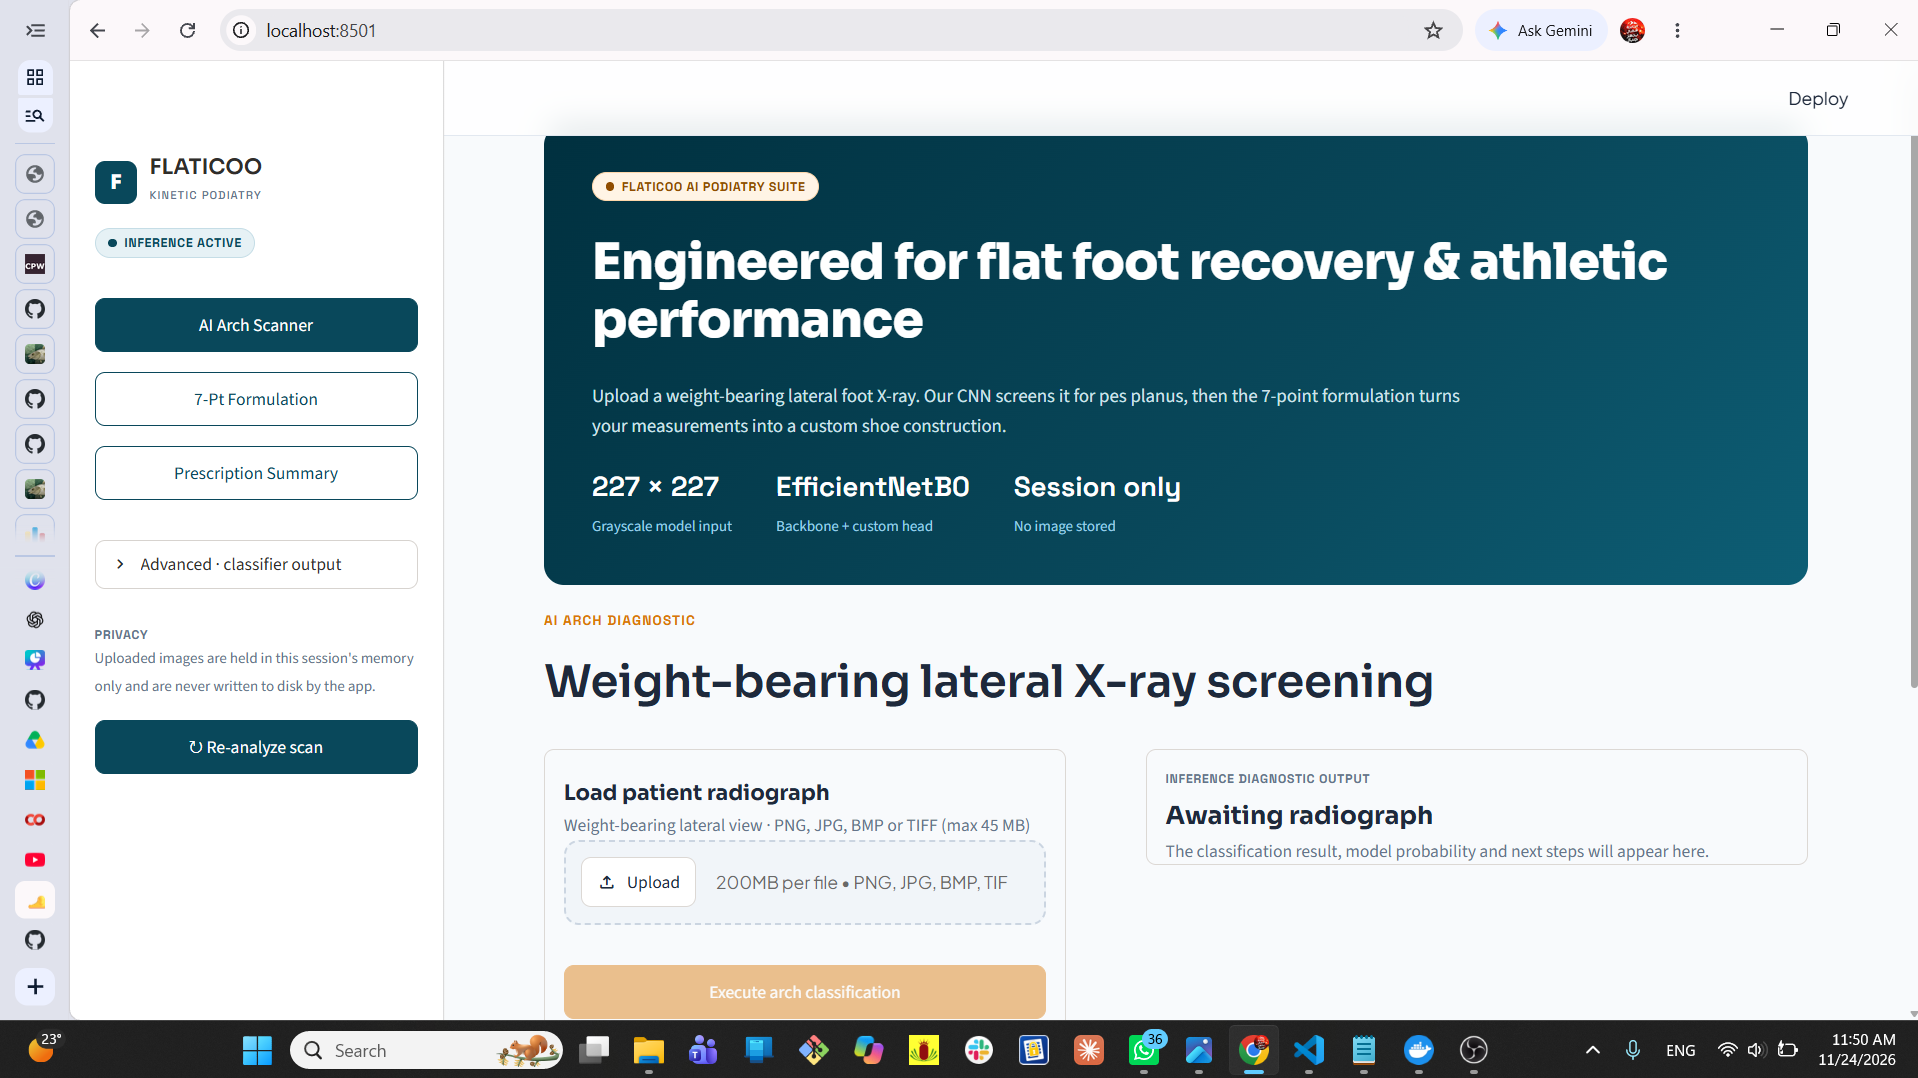 localhost:8501
Ask Gemini
Deploy
CPW
F
FLATICOO
KINETIC PODIATRY
INFERENCE ACTIVE
AI Arch Scanner
7-Pt Formulation
Prescription Summary
Advanced · classifier output
PRIVACY
Uploaded images are held in this session's memory
only and are never written to disk by the app.
↻ Re-analyze scan
FLATICOO AI PODIATRY SUITE
Engineered for flat foot recovery & athletic
performance
Upload a weight-bearing lateral foot X-ray. Our CNN screens it for pes planus, then the 7-point formulation turns
your measurements into a custom shoe construction.
227 × 227
Grayscale model input
EfficientNetB0
Backbone + custom head
Session only
No image stored
AI ARCH DIAGNOSTIC
Weight-bearing lateral X-ray screening
Load patient radiograph
Weight-bearing lateral view · PNG, JPG, BMP or TIFF (max 45 MB)
Upload
200MB per file • PNG, JPG, BMP, TIF
Execute arch classification
INFERENCE DIAGNOSTIC OUTPUT
Awaiting radiograph
The classification result, model probability and next steps will appear here.
23°
Search
36
ENG
11:50 AM
11/24/2026